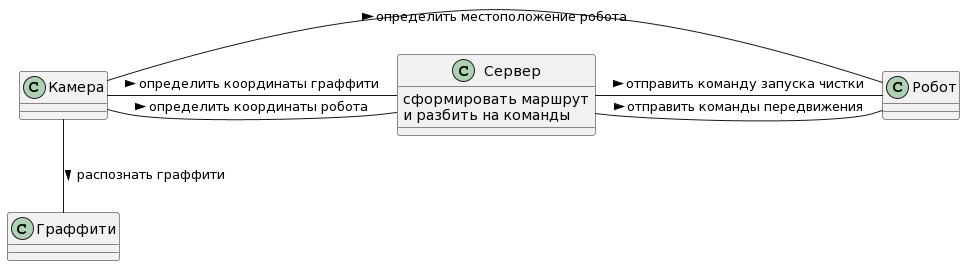 определить местоположение робота
C Камера
определить координаты граффити
определить координаты робота
C Сервер
сформировать маршрут
и разбить на команды
отправить команду запуска чистки
отправить команды передвижения
C Робот
распознать граффити
C Граффити